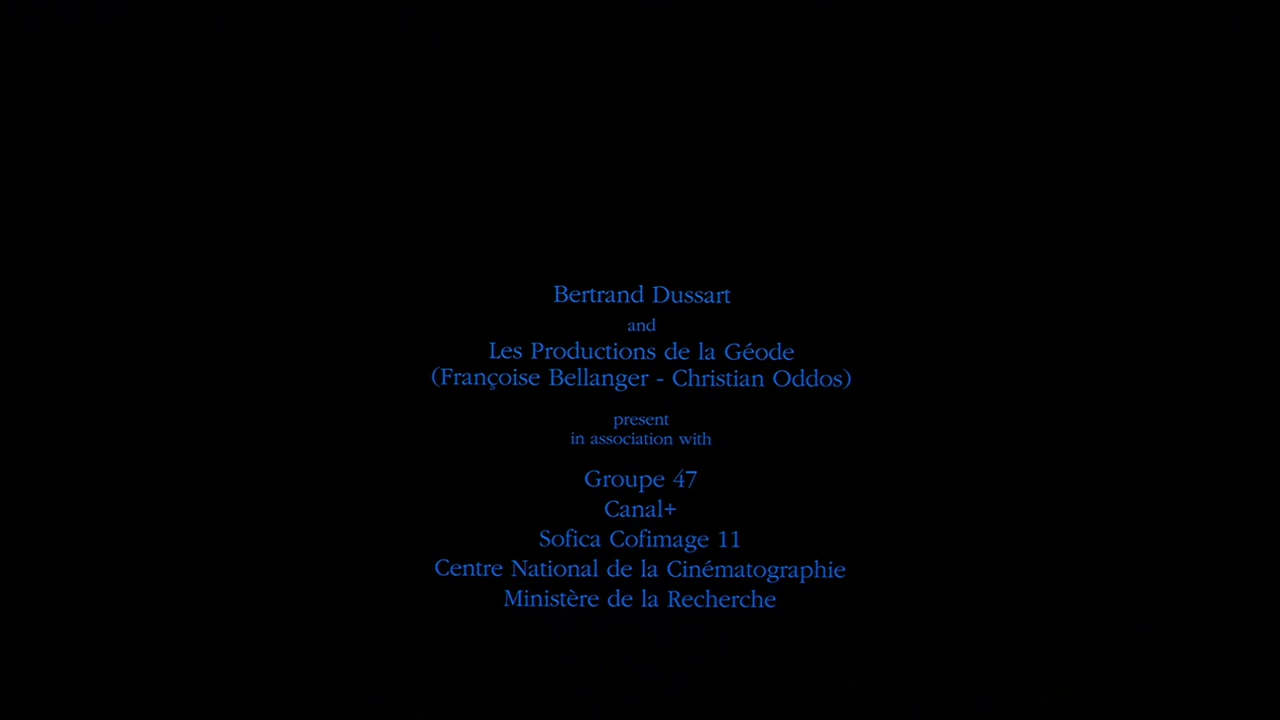 Bertrand Dussart
and
Les Productions de la Géode
(Françoise Bellanger - Christian Oddos)
present
in association with
Groupe 47
Canal+
Sofica Cofimage 11
Centre National de la Cinématographie
Ministère de la Recherche